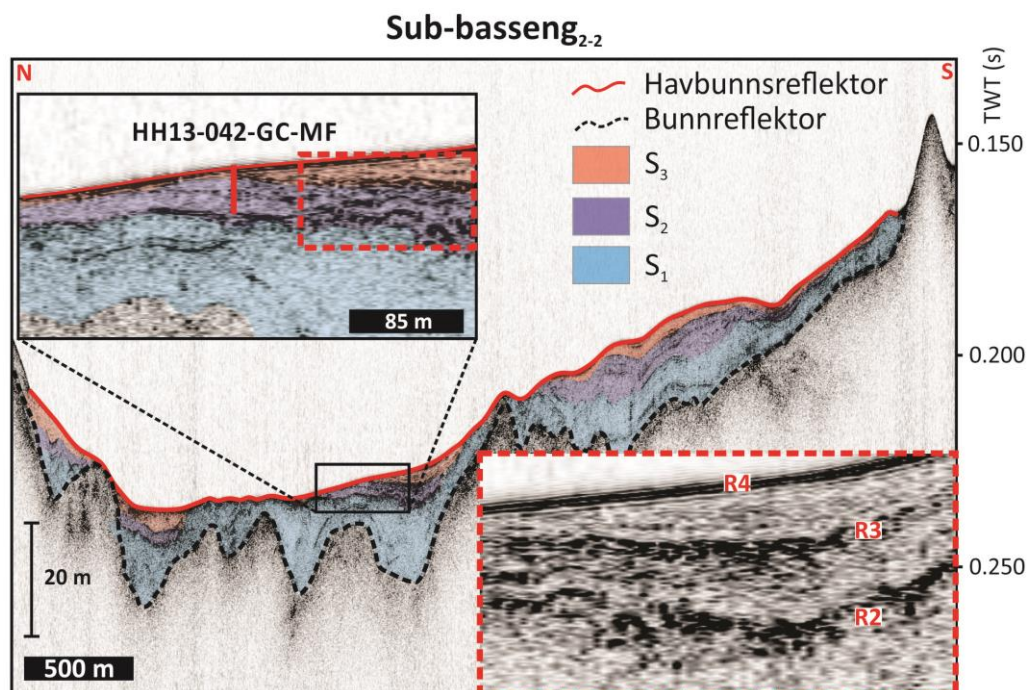 Sub-basseng2-2
N
S
TWT (s)
HH13-042-GC-MF
85 m
Havbunnsreflektor
Bunnreflektor
S3
S2
S1
0.150
0.200
0.250
R4
R3
R2
20 m
500 m